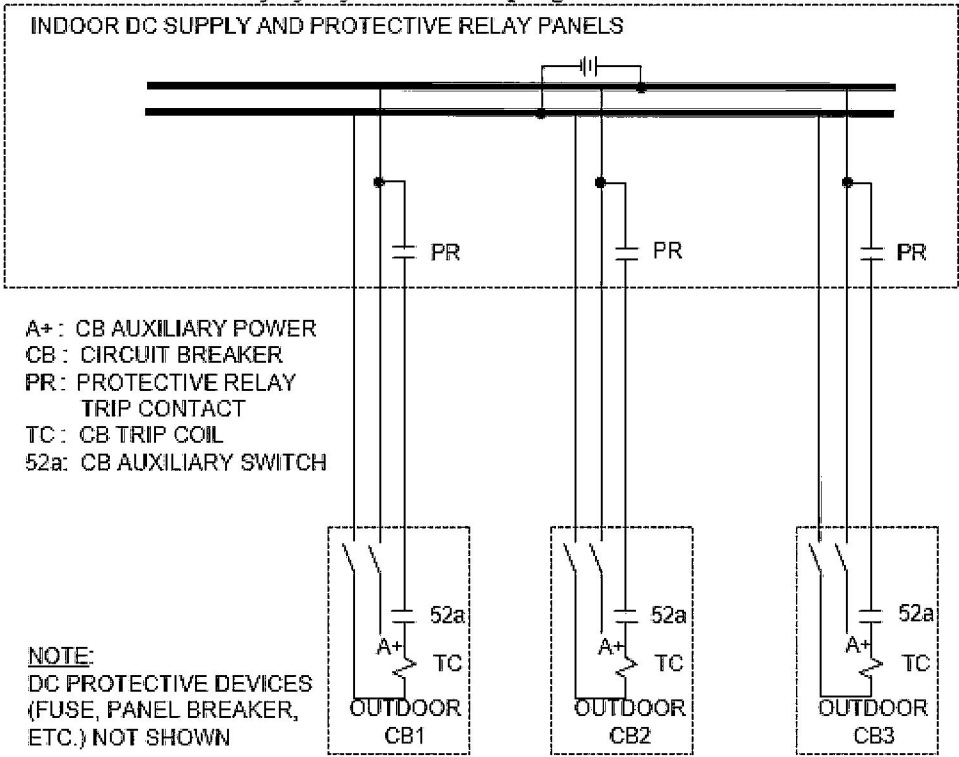 INDOOR DC SUPPLY AND PROTECTIVE RELAY PANELS
PR
PR
PR
A+ : CB AUXILIARY POWER
CB : CIRCUIT BREAKER
PR : PROTECTIVE RELAY
TRIP CONTACT
TC : CB TRIP COIL
52a: CB AUXILIARY SWITCH
52a
A+
TC
OUTDOOR
CB1
52a
A+
TC
OUTDOOR
CB2
52a
A+
TC
OUTDOOR
CB3
NOTE:
DC PROTECTIVE DEVICES
(FUSE, PANEL BREAKER,
ETC.) NOT SHOWN